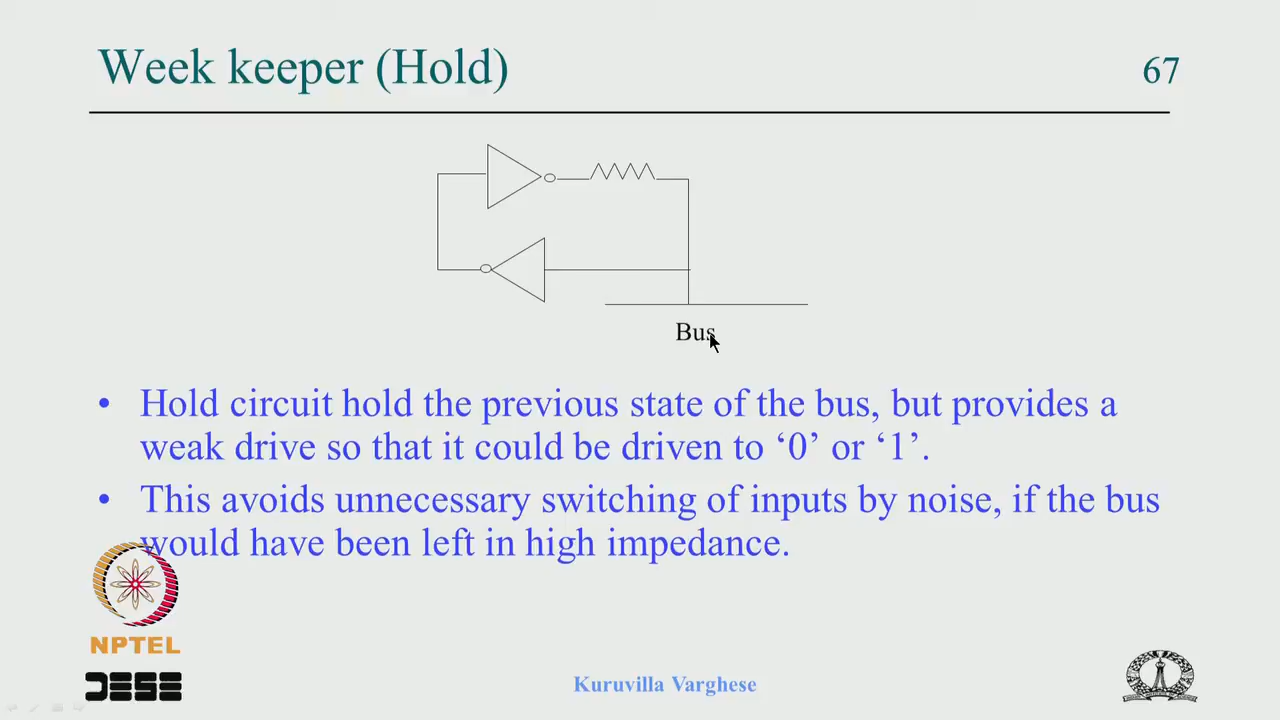 Week keeper (Hold)
67
Bus
• Hold circuit hold the previous state of the bus, but provides a
weak drive so that it could be driven to ‘0’ or ‘1’.
• This avoids unnecessary switching of inputs by noise, if the bus
would have been left in high impedance.
NPTEL
DESE
Kuruvilla Varghese